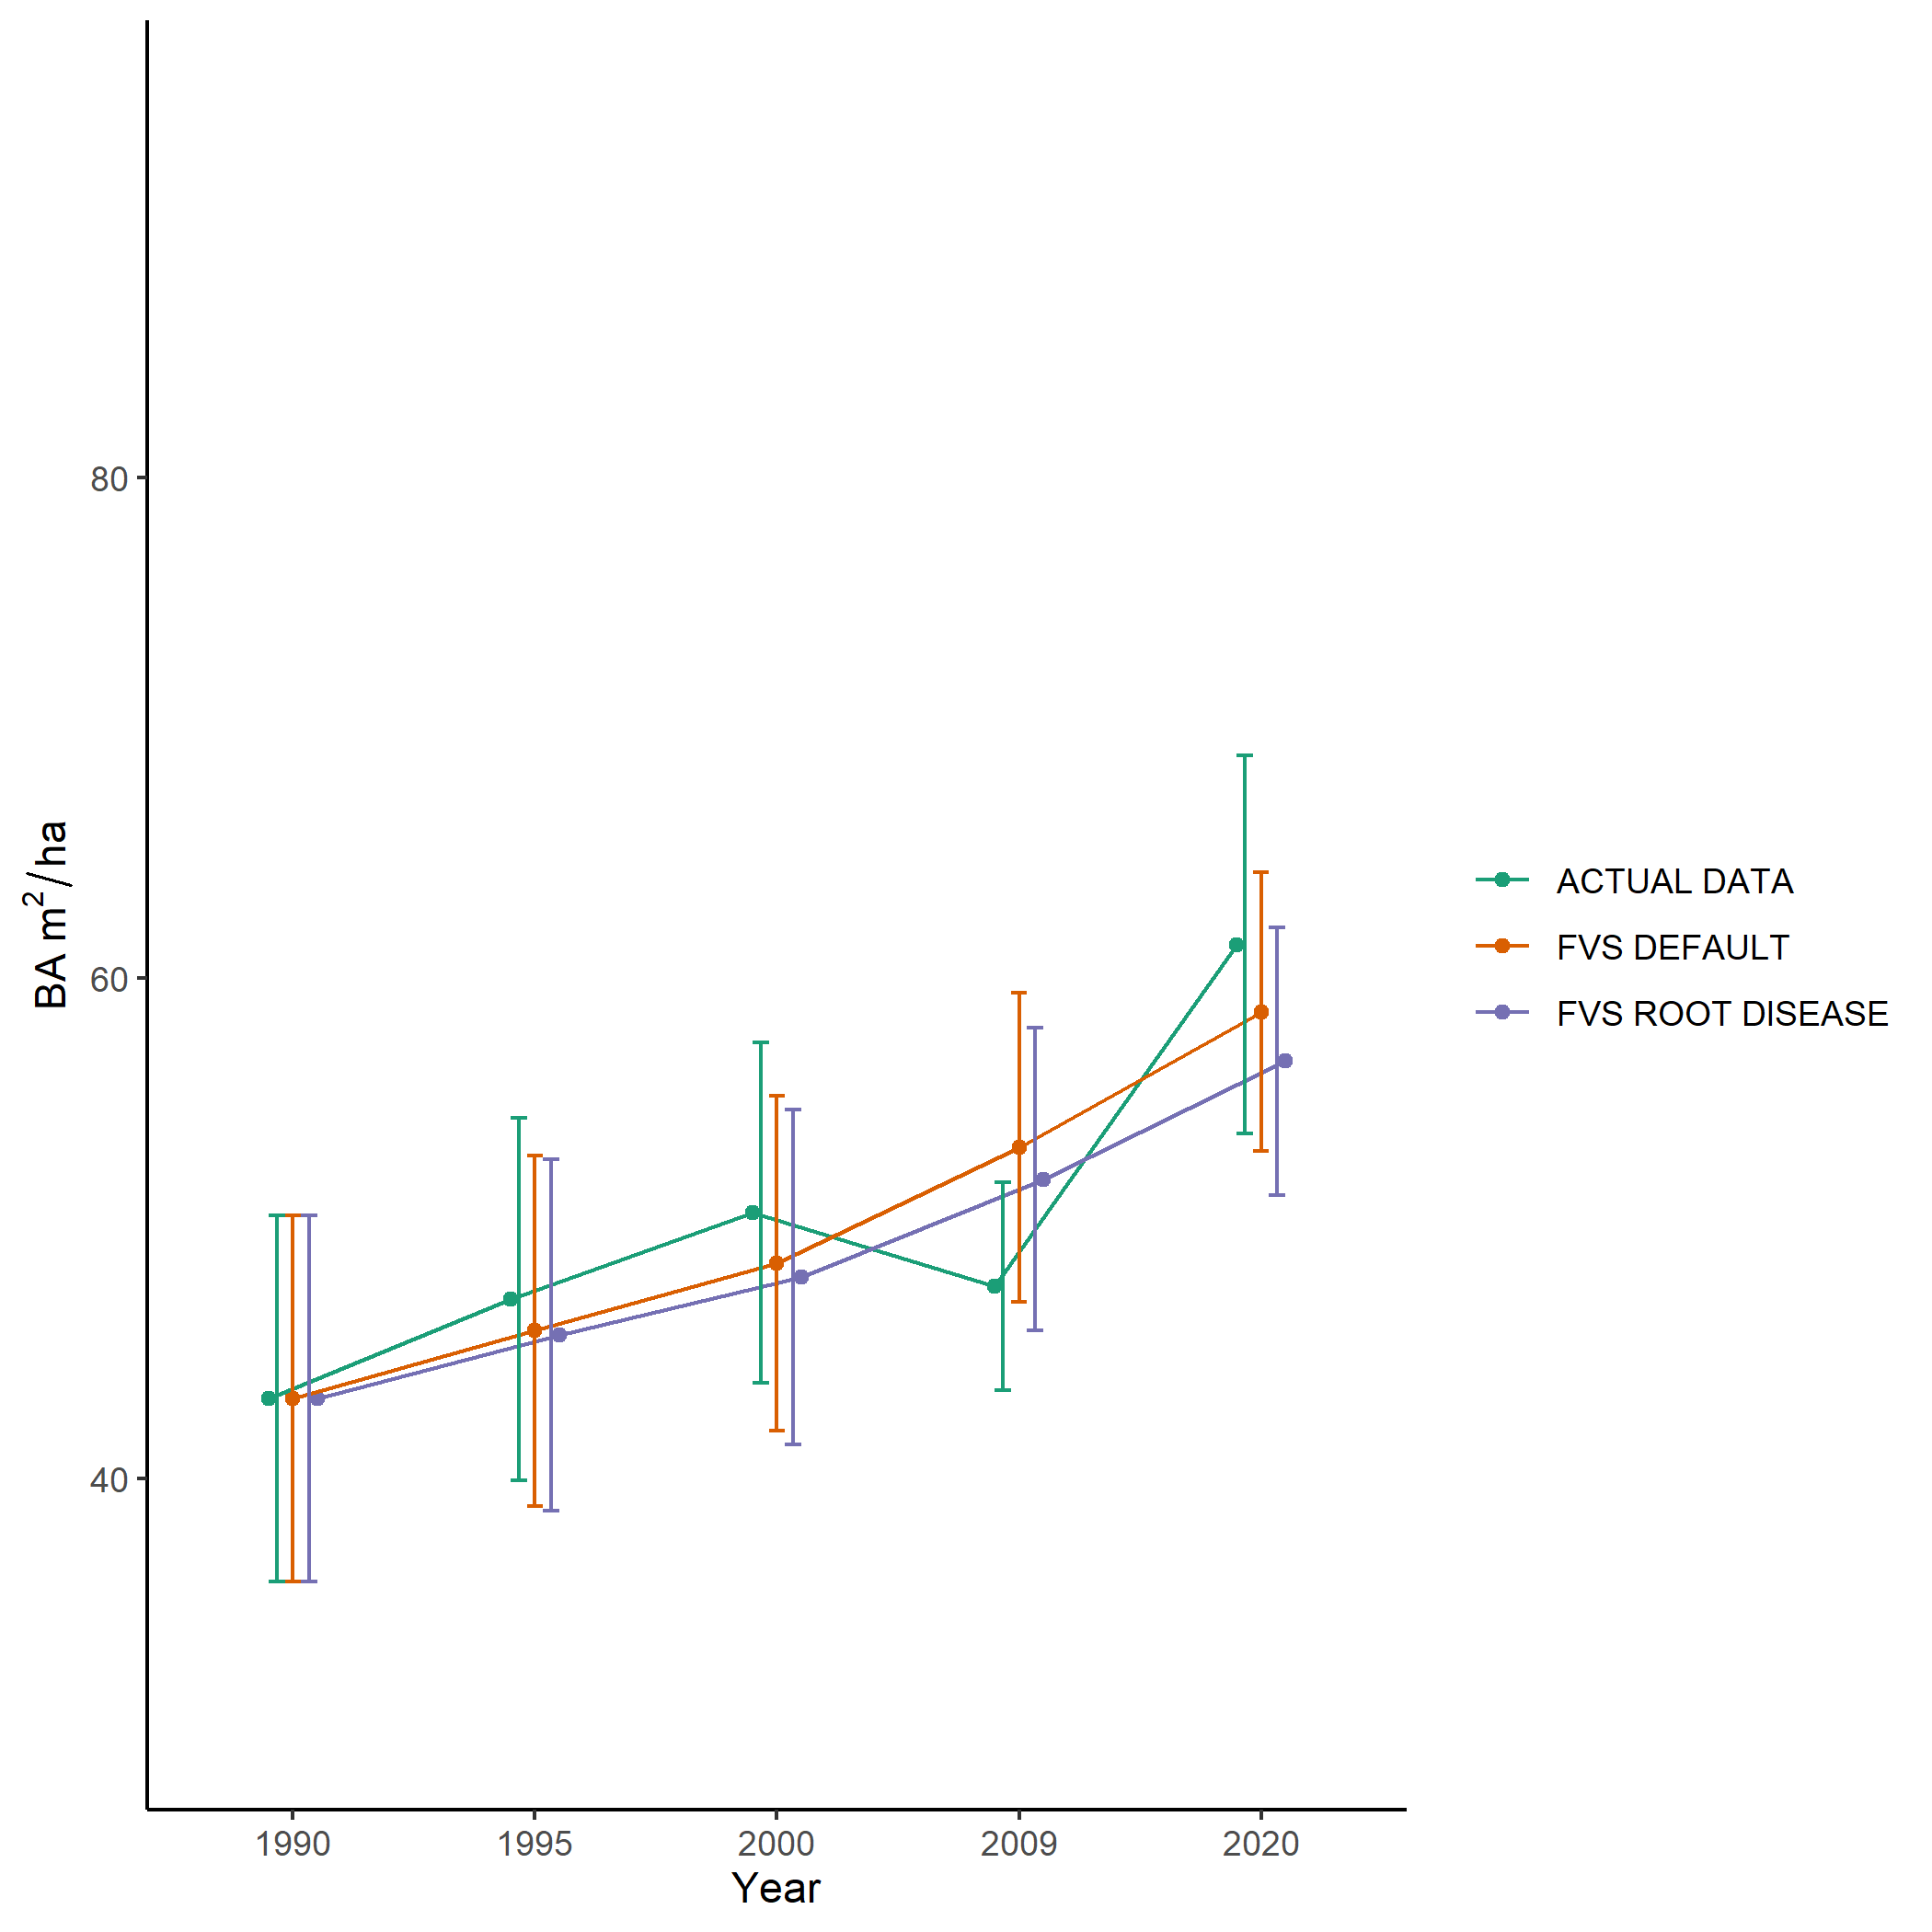 80
60
40
BA m²/ha
1990 1995 2000 2009 2020
Year
ACTUAL DATA
FVS DEFAULT
FVS ROOT DISEASE